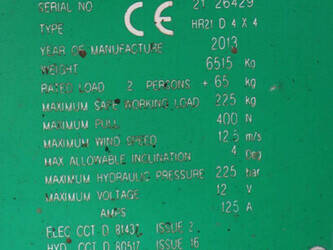 SERIAL NO 21 26429
CE
TYPE HR21 D 4 X 4
YEAR OF MANUFACTURE 2013
WEIGHT 6515 kg
RATED LOAD 2 PERSONS + 65 kg
MAXIMUM SAFE WORKING LOAD 225 kg
MAXIMUM PULL 400 N
MAXIMUM WIND SPEED 12.5 m/s
MAX ALLOWABLE INCLINATION 4 Deg
MAXIMUM HYDRAULIC PRESSURE 225 bar
MAXIMUM VOLTAGE 12 V
AMPS 125 A
ELEC CCT D 81437 ISSUE 2
HYD CCT D 80517 ISSUE 16